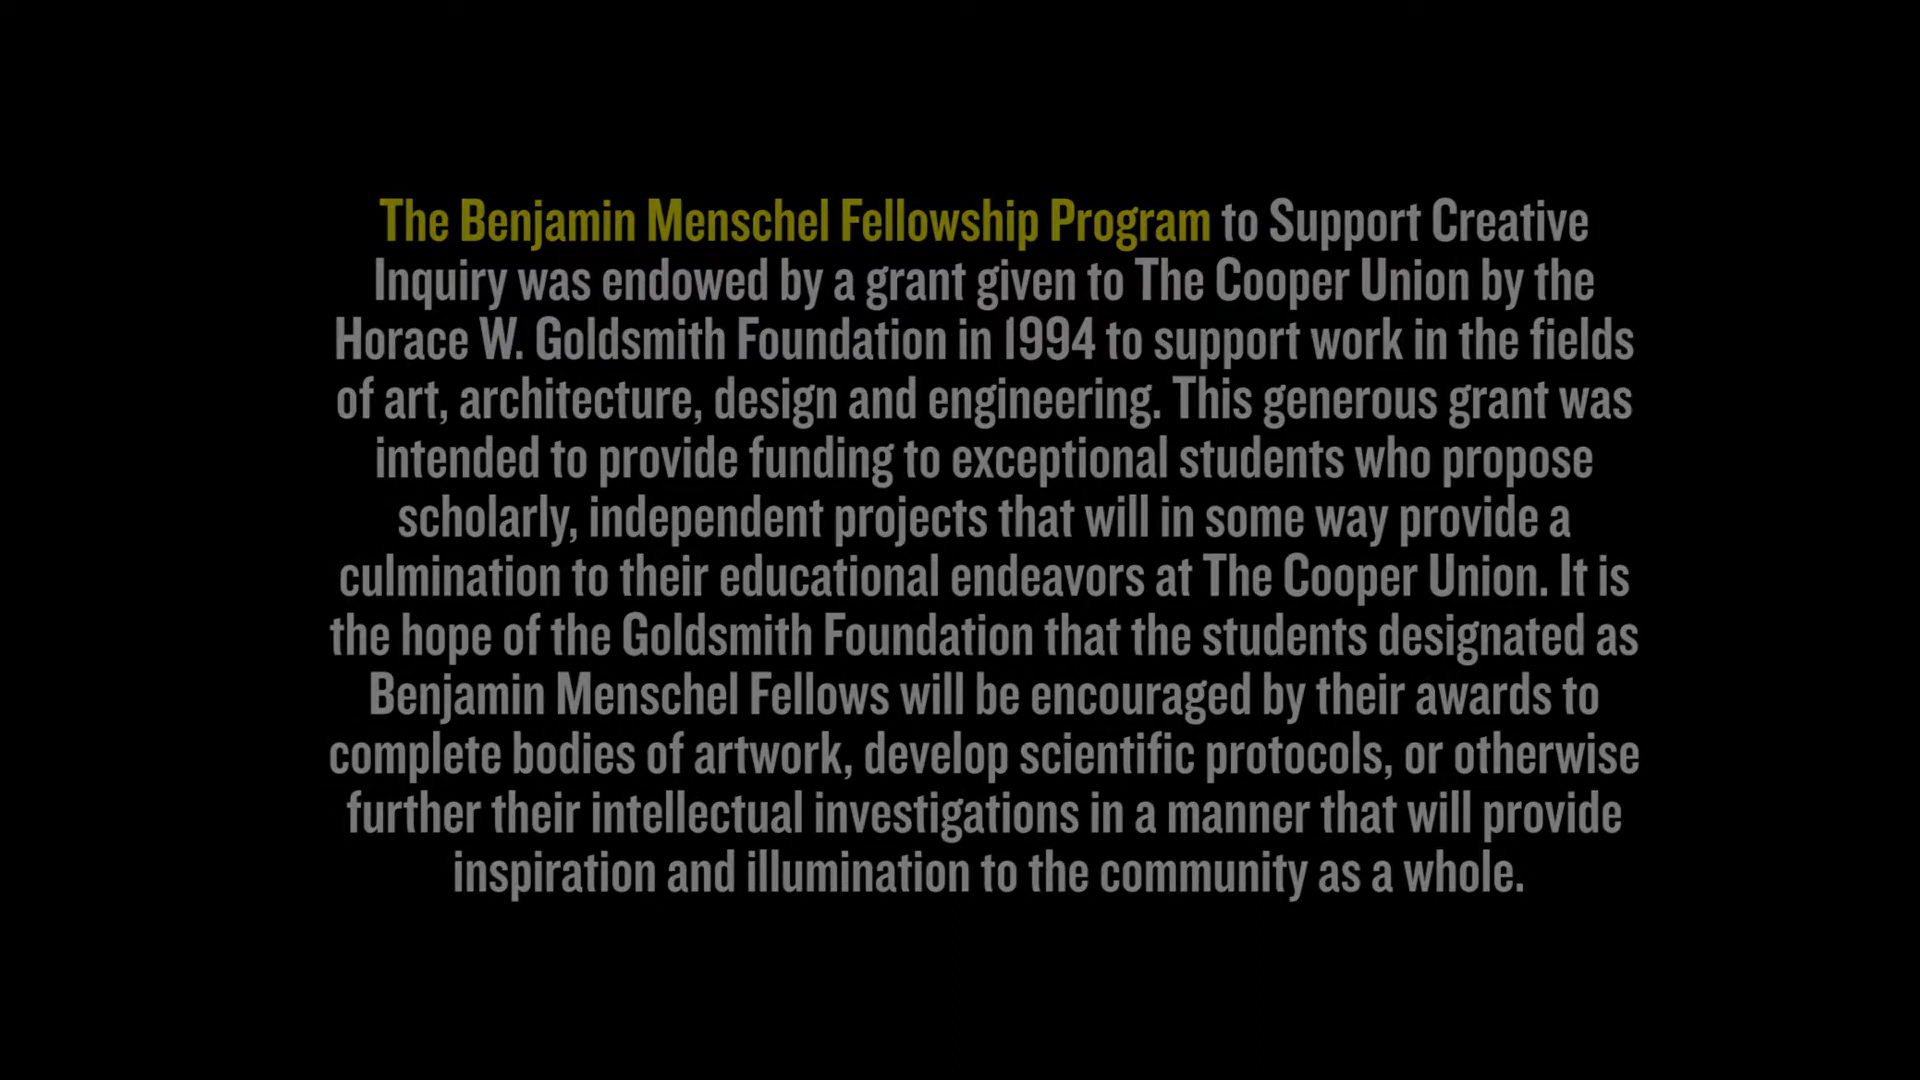 The Benjamin Menschel Fellowship Program to Support Creative
Inquiry was endowed by a grant given to The Cooper Union by the
Horace W. Goldsmith Foundation in 1994 to support work in the fields
of art, architecture, design and engineering. This generous grant was
intended to provide funding to exceptional students who propose
scholarly, independent projects that will in some way provide a
culmination to their educational endeavors at The Cooper Union. It is
the hope of the Goldsmith Foundation that the students designated as
Benjamin Menschel Fellows will be encouraged by their awards to
complete bodies of artwork, develop scientific protocols, or otherwise
further their intellectual investigations in a manner that will provide
inspiration and illumination to the community as a whole.